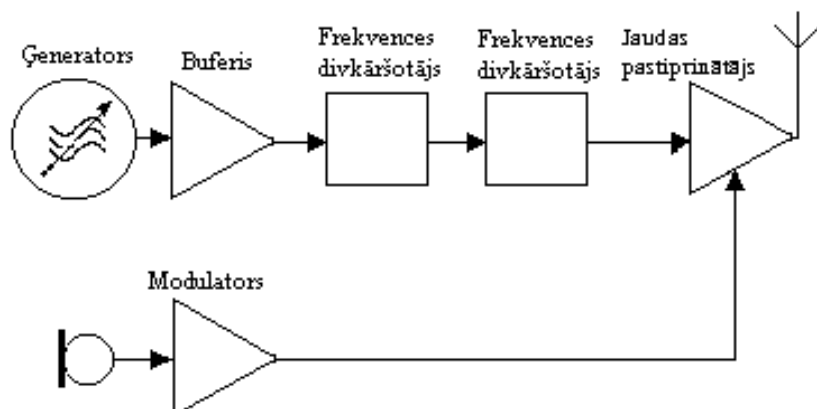 Ģenerators
Buferis
Frekvences
divkāršotājs
Frekvences
divkāršotājs
Jaudas
pastiprinātājs
Modulators